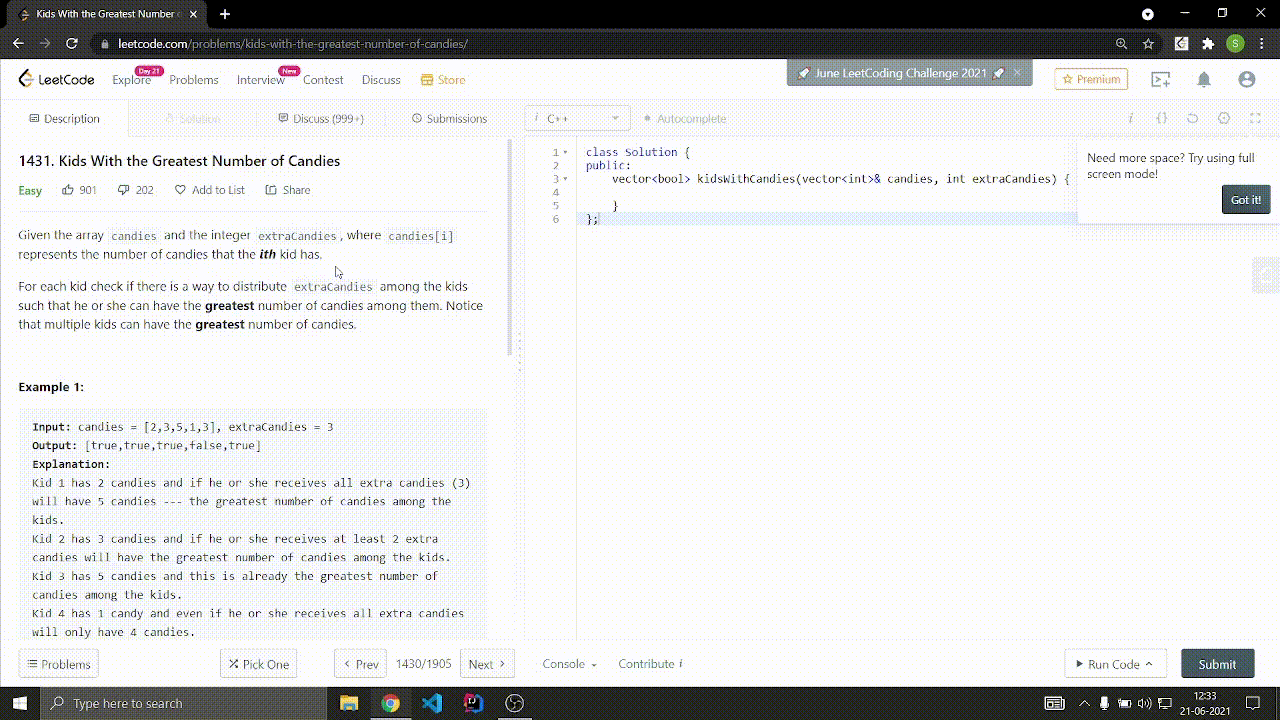 Kids With the Greatest Number o
leetcode.com/problems/kids-with-the-greatest-number-of-candies/
S
LeetCode
Explore
Day 21
Problems
Interview
New
Contest
Discuss
Store
June LeetCoding Challenge 2021
Premium
Description
Solution
Discuss (999+)
Submissions
i C++
Autocomplete
i {}
1431. Kids With the Greatest Number of Candies
Easy 901 202 Add to List Share
Given the array candies and the integer extraCandies, where candies[i]
represents the number of candies that the ith kid has.
For each kid check if there is a way to distribute extraCandies among the kids
such that he or she can have the greatest number of candies among them. Notice
that multiple kids can have the greatest number of candies.
Example 1:
Input: candies = [2,3,5,1,3], extraCandies = 3
Output: [true,true,true,false,true]
Explanation:
Kid 1 has 2 candies and if he or she receives all extra candies (3)
will have 5 candies --- the greatest number of candies among the
kids.
Kid 2 has 3 candies and if he or she receives at least 2 extra
candies will have the greatest number of candies among the kids.
Kid 3 has 5 candies and this is already the greatest number of
candies among the kids.
Kid 4 has 1 candy and even if he or she receives all extra candies
will only have 4 candies.
1 class Solution {
2 public:
3 vector<bool> kidsWithCandies(vector<int>& candies, int extraCandies) {
4
5 }
6 };
Need more space? Try using full
screen mode!
Got it!
Problems
Pick One
Prev
1430/1905
Next
Console
Contribute i
Run Code
Submit
Type here to search
12:33
21-06-2021